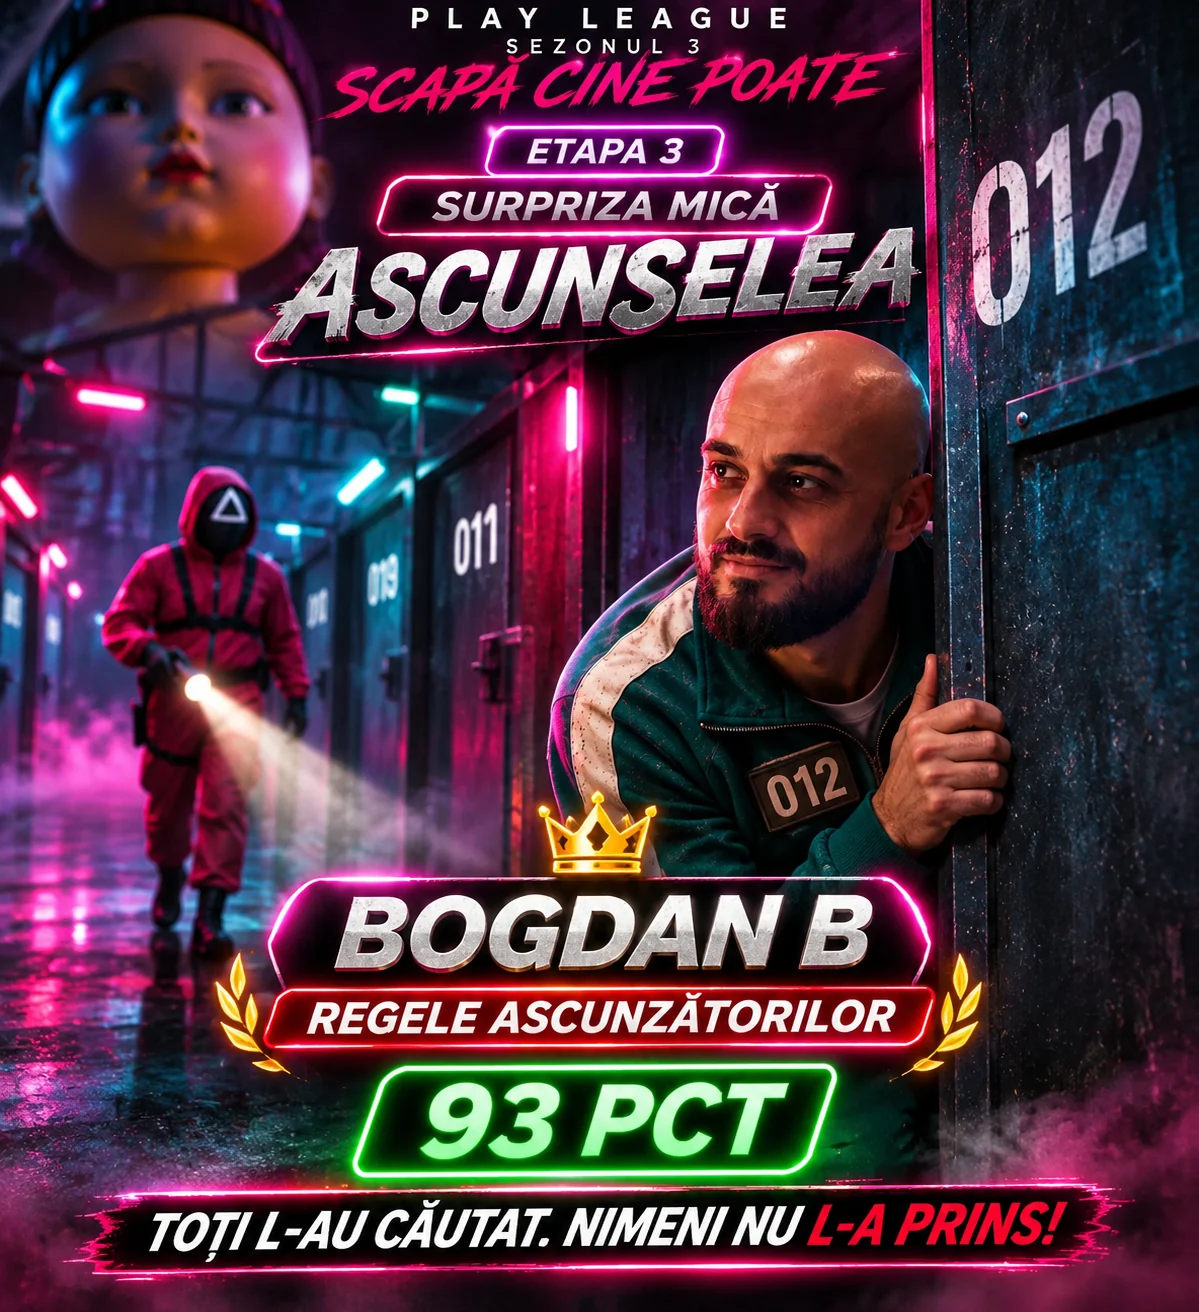 PLAY LEAGUE
SEZONUL 3
SCAPĂ CINE POATE
ETAPA 3
SURPRIZA MICĂ
ASCUNSELEA
012
011
019
012
BOGDAN B
REGELE ASCUNZĂTORILOR
93 PCT
TOȚI L-AU CĂUTAT. NIMENI NU L-A PRINS!